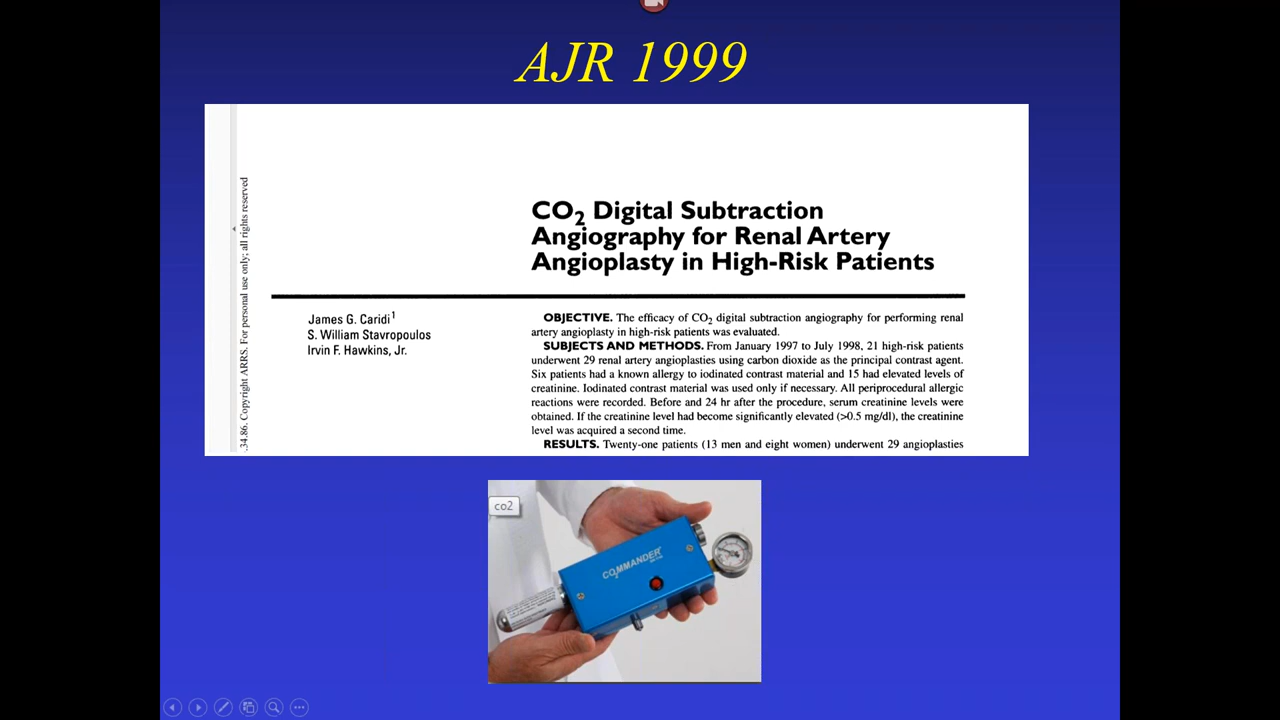 AJR 1999
.34.86. Copyright ARRS. For personal use only; all rights reserved
CO₂ Digital Subtraction
Angiography for Renal Artery
Angioplasty in High-Risk Patients
James G. Caridi¹
S. William Stavropoulos
Irvin F. Hawkins, Jr.
OBJECTIVE. The efficacy of CO₂ digital subtraction angiography for performing renal
artery angioplasty in high-risk patients was evaluated.
SUBJECTS AND METHODS. From January 1997 to July 1998, 21 high-risk patients
underwent 29 renal artery angioplasties using carbon dioxide as the principal contrast agent.
Six patients had a known allergy to iodinated contrast material and 15 had elevated levels of
creatinine. Iodinated contrast material was used only if necessary. All periprocedural allergic
reactions were recorded. Before and 24 hr after the procedure, serum creatinine levels were
obtained. If the creatinine level had become significantly elevated (>0.5 mg/dl), the creatinine
level was acquired a second time.
RESULTS. Twenty-one patients (13 men and eight women) underwent 29 angioplasties
co2
CO₂MMANDER